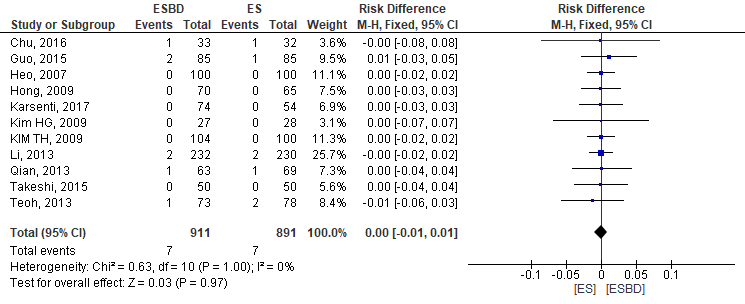 ESBD ES Risk Difference Risk Difference
Study or Subgroup Events Total Events Total Weight M-H, Fixed, 95% CI M-H, Fixed, 95% CI
Chu, 2016 1 33 1 32 3.6% -0.00 [-0.08, 0.08]
Guo, 2015 2 85 1 85 9.5% 0.01 [-0.03, 0.05]
Heo, 2007 0 100 0 100 11.2% 0.00 [-0.02, 0.02]
Hong, 2009 0 70 0 65 7.5% 0.00 [-0.03, 0.03]
Karsenti, 2017 0 74 0 54 7.0% 0.00 [-0.03, 0.03]
Kim HG, 2009 0 27 0 28 3.1% 0.00 [-0.07, 0.07]
KIM TH, 2009 0 104 0 100 11.4% 0.00 [-0.02, 0.02]
Li, 2013 2 232 2 230 25.7% -0.00 [-0.02, 0.02]
Qian, 2013 1 63 1 69 7.3% 0.00 [-0.04, 0.04]
Takeshi, 2015 0 50 0 50 5.6% 0.00 [-0.04, 0.04]
Teoh, 2013 1 73 2 78 8.4% -0.01 [-0.06, 0.03]
Total (95% CI) 911 891 100.0% 0.00 [-0.01, 0.01]
Total events 7 7
Heterogeneity: Chi² = 0.63, df = 10 (P = 1.00); I² = 0%
Test for overall effect: Z = 0.03 (P = 0.97)
-0.1 -0.05 0 0.05 0.1
[ES] [ESBD]